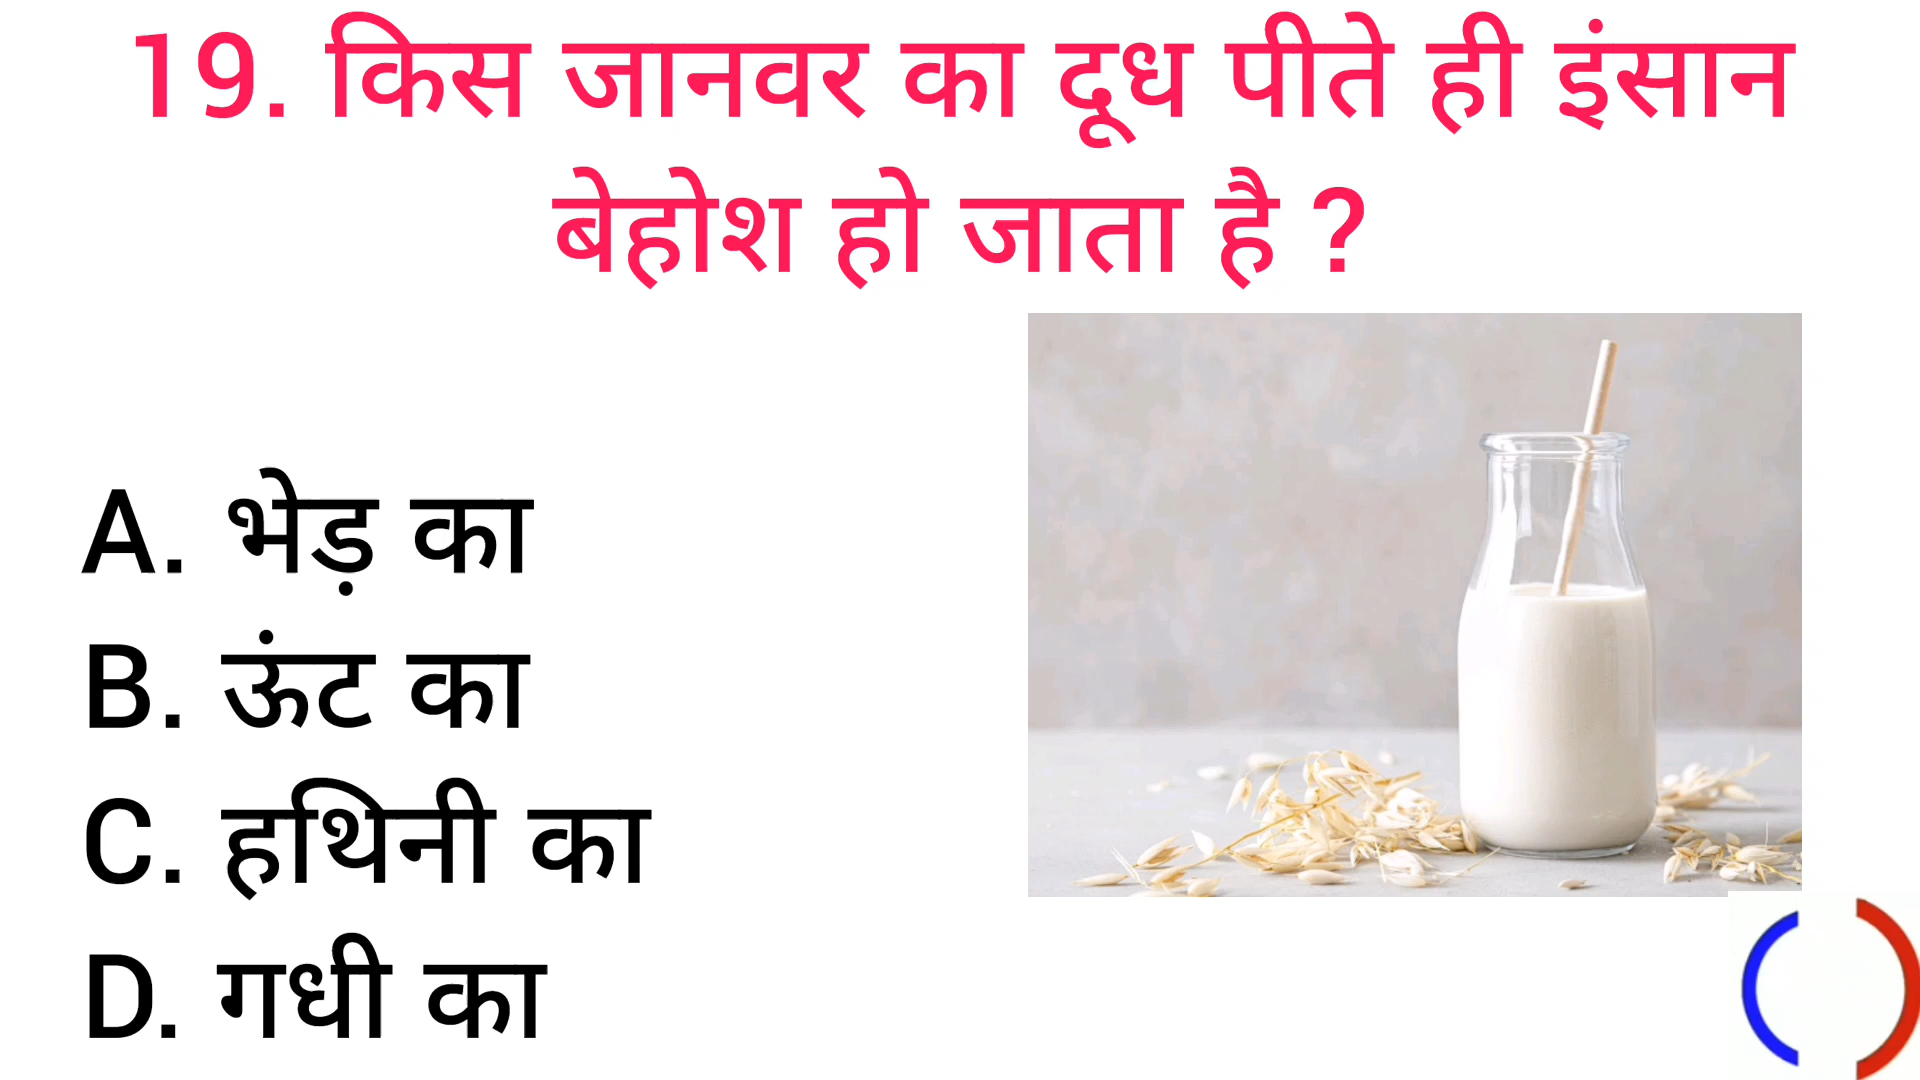 19. किस जानवर का दूध पीते ही इंसान
बेहोश हो जाता है ?
A. भेड़ का
B. ऊंट का
C. हथिनी का
D. गधी का